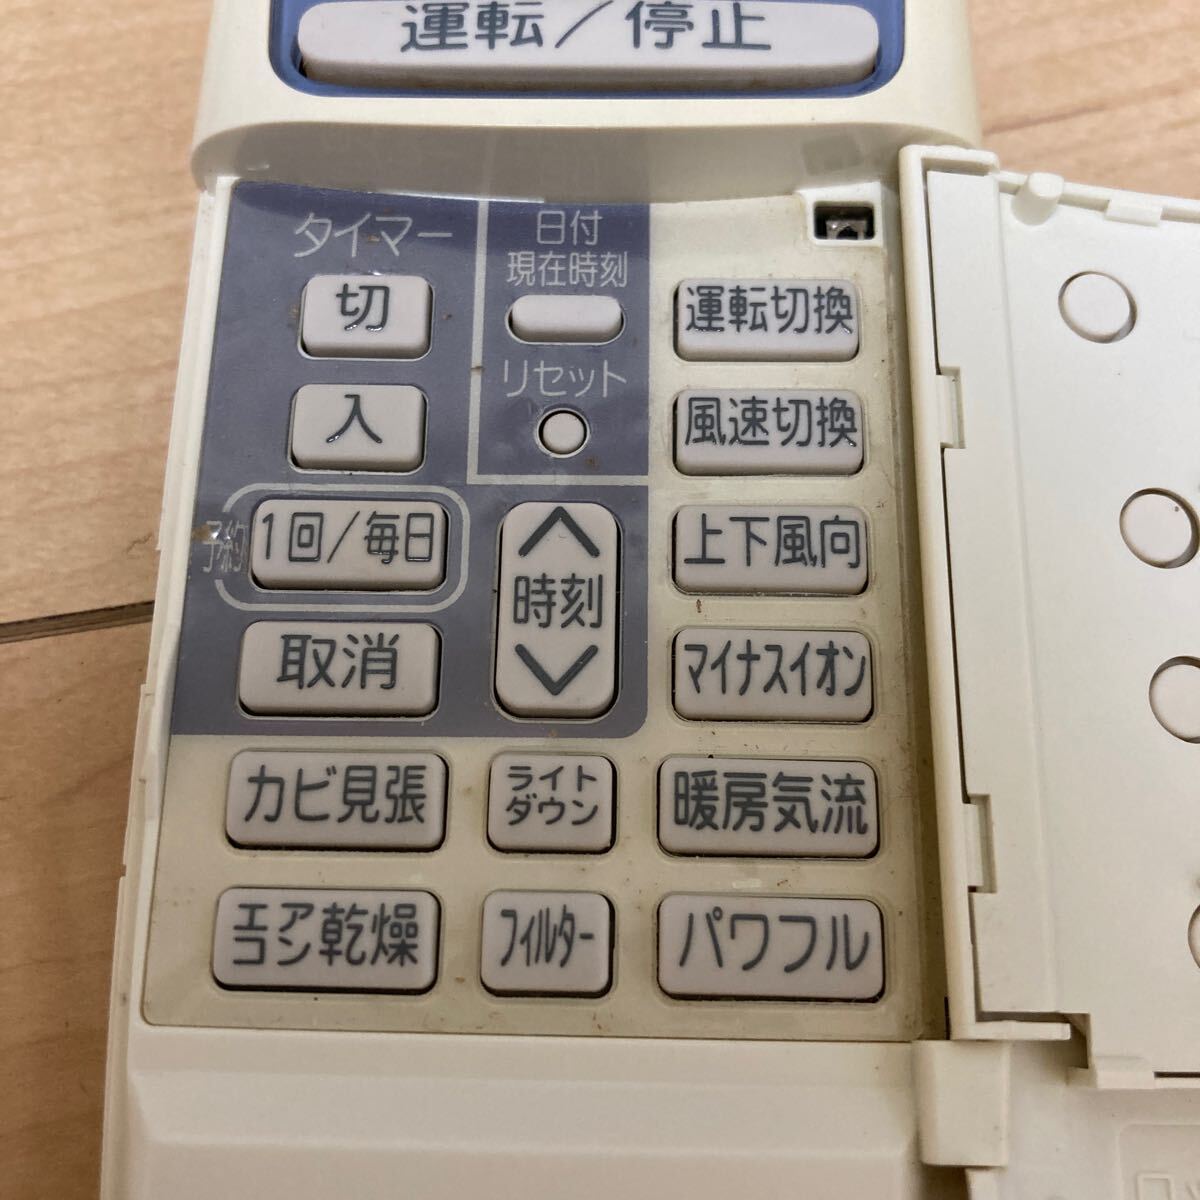 運転／停止
タイマー
日付
現在時刻
切
運転切換
リセット
入
風速切換
予約
1回／毎日
時刻
上下風向
取消
マイナスイオン
カビ見張
ライト
ダウン
暖房気流
エア
コン乾燥
フィルター
パワフル